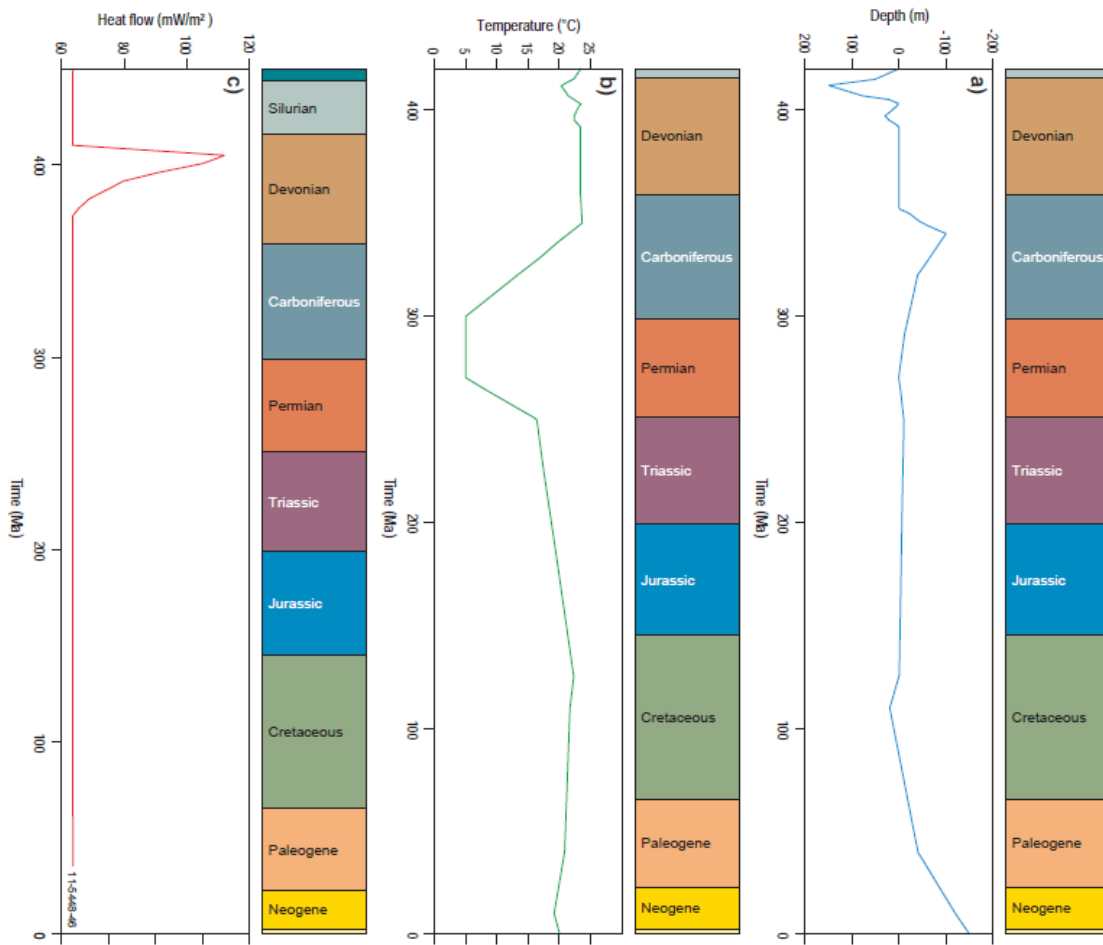 Heat flow (mW/m²)
60
80
100
120
c)
Silurian
Devonian
Carboniferous
Permian
Triassic
Jurassic
Cretaceous
Paleogene
Neogene
400
300
200
100
0
Time (Ma)
11-5448-46
Temperature (°C)
0
5
10
15
20
25
b)
Devonian
Carboniferous
Permian
Triassic
Jurassic
Cretaceous
Paleogene
Neogene
400
300
200
100
0
Time (Ma)
Depth (m)
200
100
0
-100
-200
a)
Devonian
Carboniferous
Permian
Triassic
Jurassic
Cretaceous
Paleogene
Neogene
400
300
200
100
0
Time (Ma)